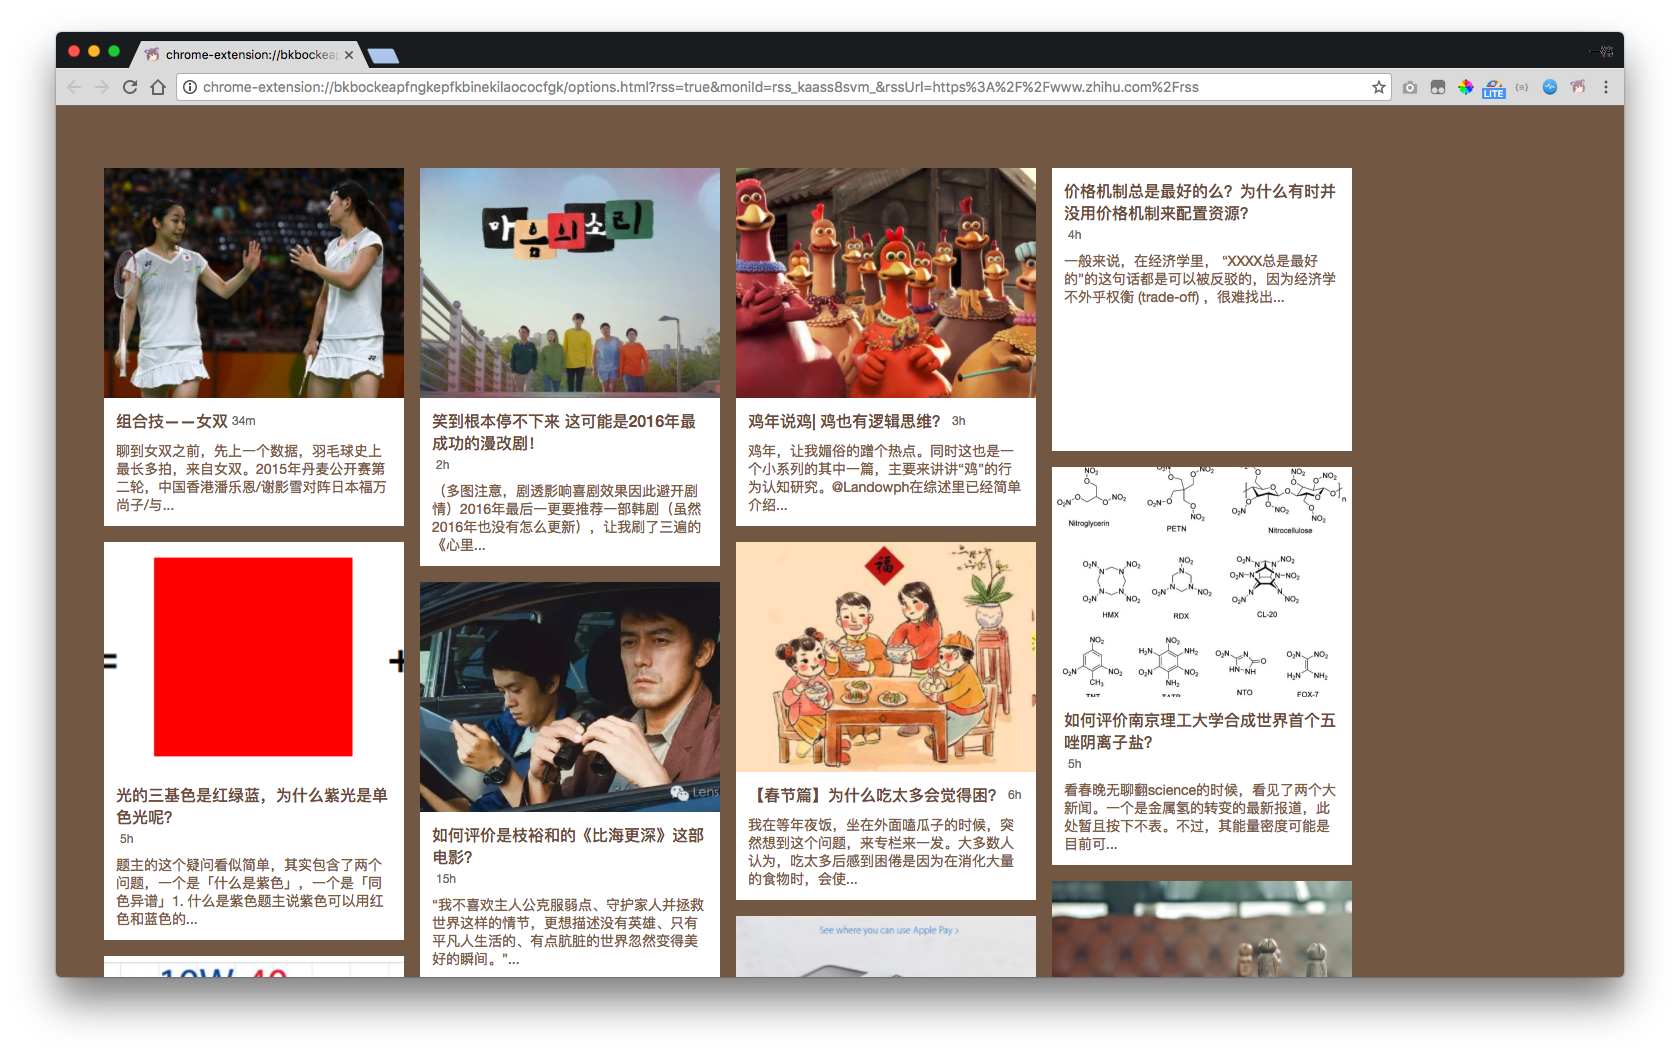 chrome-extension://bkbockeap
chrome-extension://bkbockeapfngkepfkbinekilaococfgk/options.html?rss=true&moniId=rss_kaass8svm_&rssUrl=https%3A%2F%2Fwww.zhihu.com%2Frss
LITE
组合技——女双 34m
聊到女双之前，先上一个数据，羽毛球史上
最长多拍，来自女双。2015年丹麦公开赛第
二轮，中国香港潘乐恩/谢影雪对阵日本福万
尚子/与...
=
+
光的三基色是红绿蓝，为什么紫光是单
色光呢？
5h
题主的这个疑问看似简单，其实包含了两个
问题，一个是「什么是紫色」，一个是「同
色异谱」1. 什么是紫色题主说紫色可以用红
色和蓝色的...
10W 40
마음의소리
笑到根本停不下来 这可能是2016年最
成功的漫改剧！
2h
（多图注意，剧透影响喜剧效果因此避开剧
情）2016年最后一更要推荐一部韩剧（虽然
2016年也没有怎么更新），让我刷了三遍的
《心里...
Lens
如何评价是枝裕和的《比海更深》这部
电影？
15h
“我不喜欢主人公克服弱点、守护家人并拯救
世界这样的情节，更想描述没有英雄、只有
平凡人生活的、有点肮脏的世界忽然变得美
好的瞬间。”...
鸡年说鸡| 鸡也有逻辑思维？ 3h
鸡年，让我媚俗的蹭个热点。同时这也是一
个小系列的其中一篇，主要来讲讲“鸡”的行
为认知研究。@Landowph在综述里已经简单
介绍...
福
【春节篇】为什么吃太多会觉得困？ 6h
我在等年夜饭，坐在外面嗑瓜子的时候，突
然想到这个问题，来专栏来一发。大多数人
认为，吃太多后感到困倦是因为在消化大量
的食物时，会使...
See where you can use Apple Pay >
价格机制总是最好的么？为什么有时并
没用价格机制来配置资源？
4h
一般来说，在经济学里， “XXXX总是最好
的”的这句话都是可以被反驳的，因为经济学
不外乎权衡 (trade-off) ，很难找出...
Nitroglycerin PETN Nitrocellulose
HMX RDX CL-20
TNT TATB NTO FOX-7
如何评价南京理工大学合成世界首个五
唑阴离子盐？
5h
看春晚无聊翻science的时候，看见了两个大
新闻。一个是金属氢的转变的最新报道，此
处暂且按下不表。不过，其能量密度可能是
目前可...